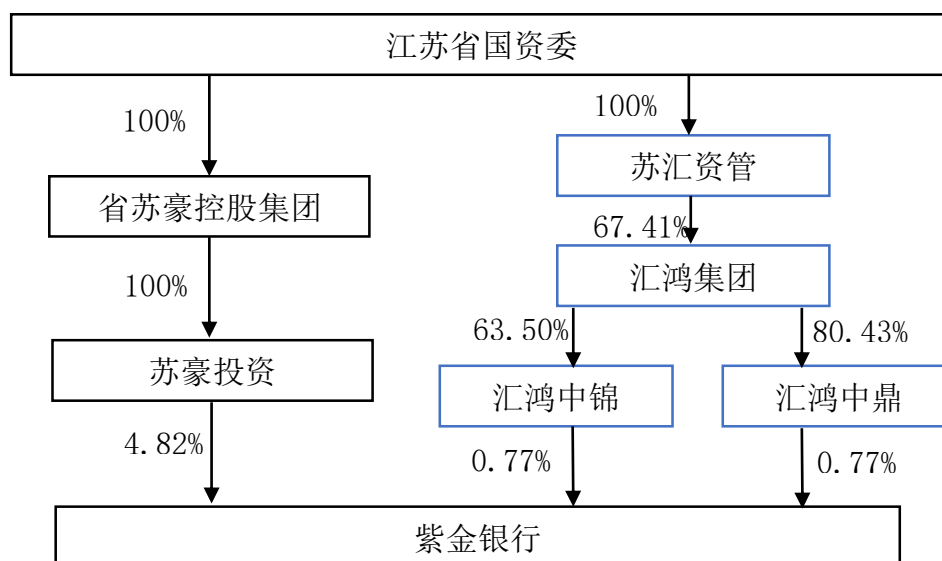 江苏省国资委
100%
100%
苏汇资管
省苏豪控股集团
67.41%
汇鸿集团
100%
63.50%
80.43%
苏豪投资
汇鸿中锦
汇鸿中鼎
4.82%
0.77%
0.77%
紫金银行